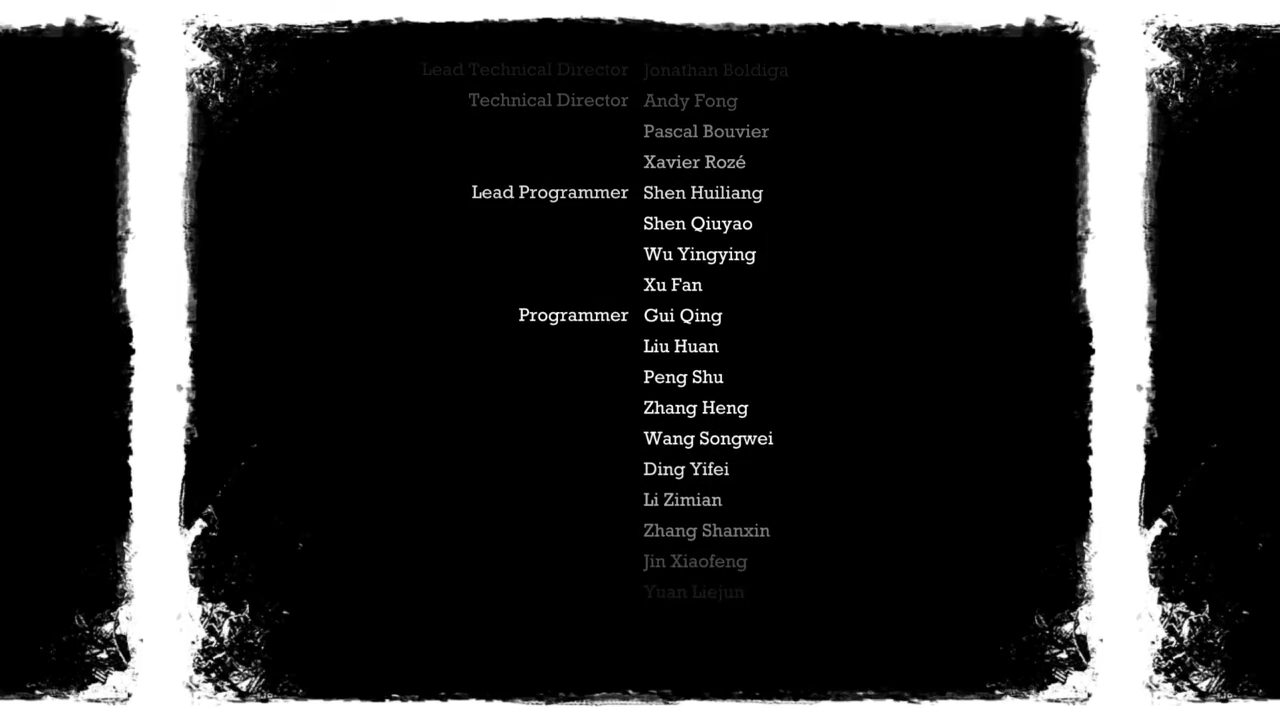 Lead Technical Director Jonathan Boldiga
Technical Director Andy Fong
Pascal Bouvier
Xavier Rozé
Lead Programmer Shen Huiliang
Shen Qiuyao
Wu Yingying
Xu Fan
Programmer Gui Qing
Liu Huan
Peng Shu
Zhang Heng
Wang Songwei
Ding Yifei
Li Zimian
Zhang Shanxin
Jin Xiaofeng
Yuan Liejun